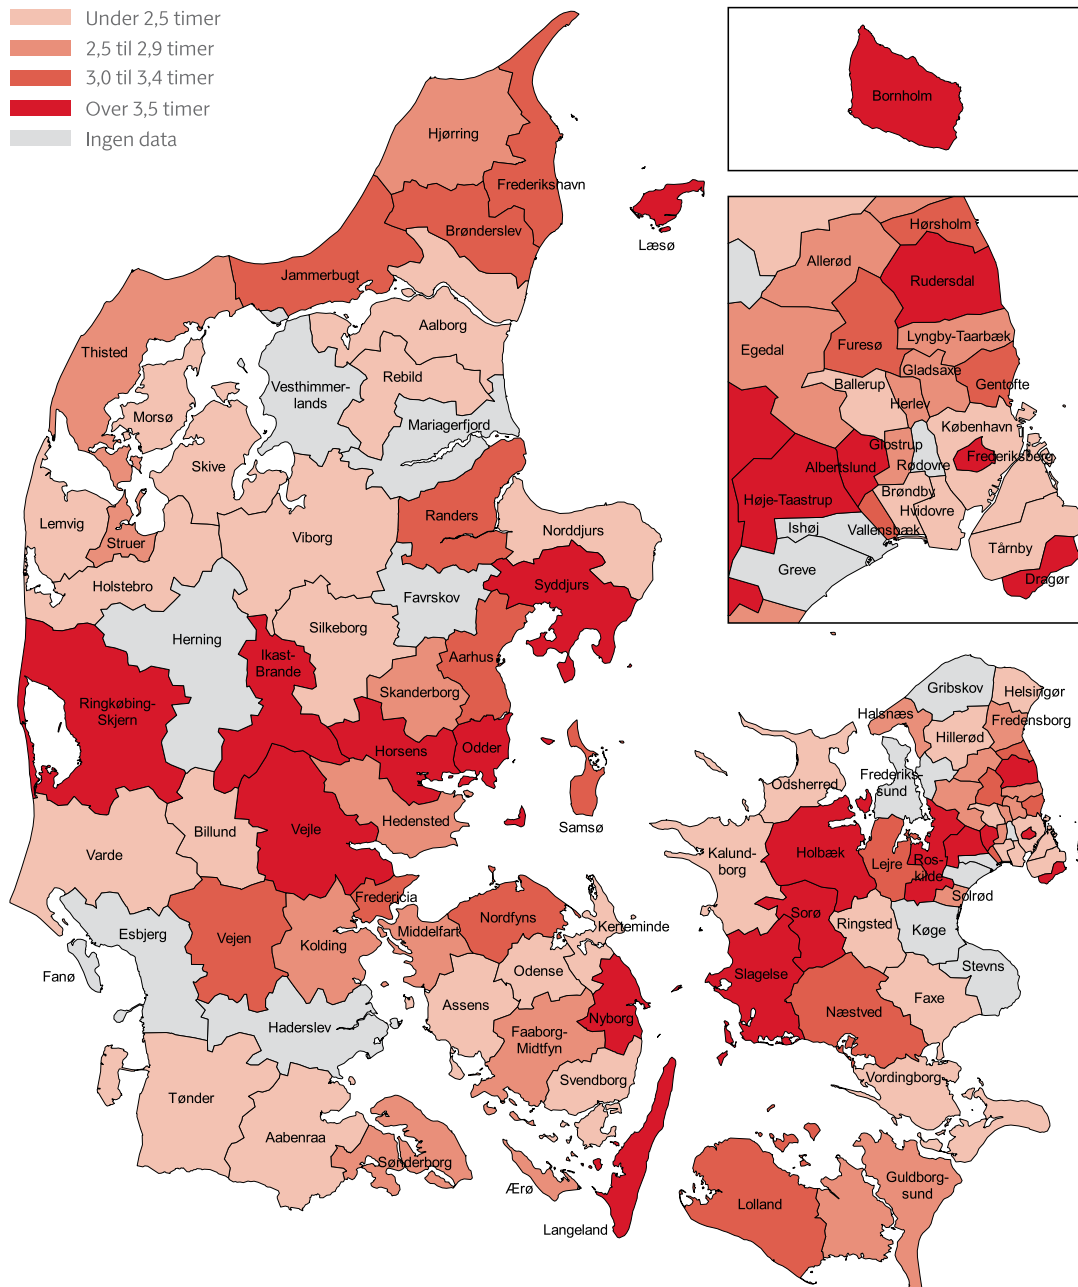 Under 2,5 timer
2,5 til 2,9 timer
3,0 til 3,4 timer
Over 3,5 timer
Ingen data
Bornholm
Hjørring
Frederikshavn
Brønderslev
Læsø
Jammerbugt
Aalborg
Thisted
Rebild
Vesthimmer-
lands
Morsø
Mariagerfjord
Skive
Lemvig
Struer
Viborg
Randers
Norddjurs
Holstebro
Favrskov
Syddjurs
Herning
Silkeborg
Ikast-
Brande
Aarhus
Skanderborg
Ringkøbing-
Skjern
Horsens
Odder
Hedensted
Samsø
Billund
Vejle
Varde
Fredericia
Esbjerg
Vejen
Kolding
Fanø
Haderslev
Tønder
Aabenraa
Sønderborg
Middelfart
Nordfyns
Kerteminde
Odense
Assens
Nyborg
Faaborg-
Midtfyn
Svendborg
Ærø
Langeland
Hørsholm
Allerød
Rudersdal
Egedal
Furesø
Lyngby-Taarbæk
Gladsaxe
Ballerup
Gentofte
Herlev
København
Glostrup
Frederiksberg
Albertslund
Rødovre
Høje-Taastrup
Brøndby
Hvidovre
Ishøj
Vallensbæk
Tårnby
Greve
Dragør
Gribskov
Helsingør
Halsnæs
Fredensborg
Hillerød
Frederiks-
sund
Odsherred
Kalund-
borg
Holbæk
Lejre
Ros-
kilde
Solrød
Sorø
Ringsted
Køge
Slagelse
Stevns
Næstved
Faxe
Vordingborg
Lolland
Guldborg-
sund